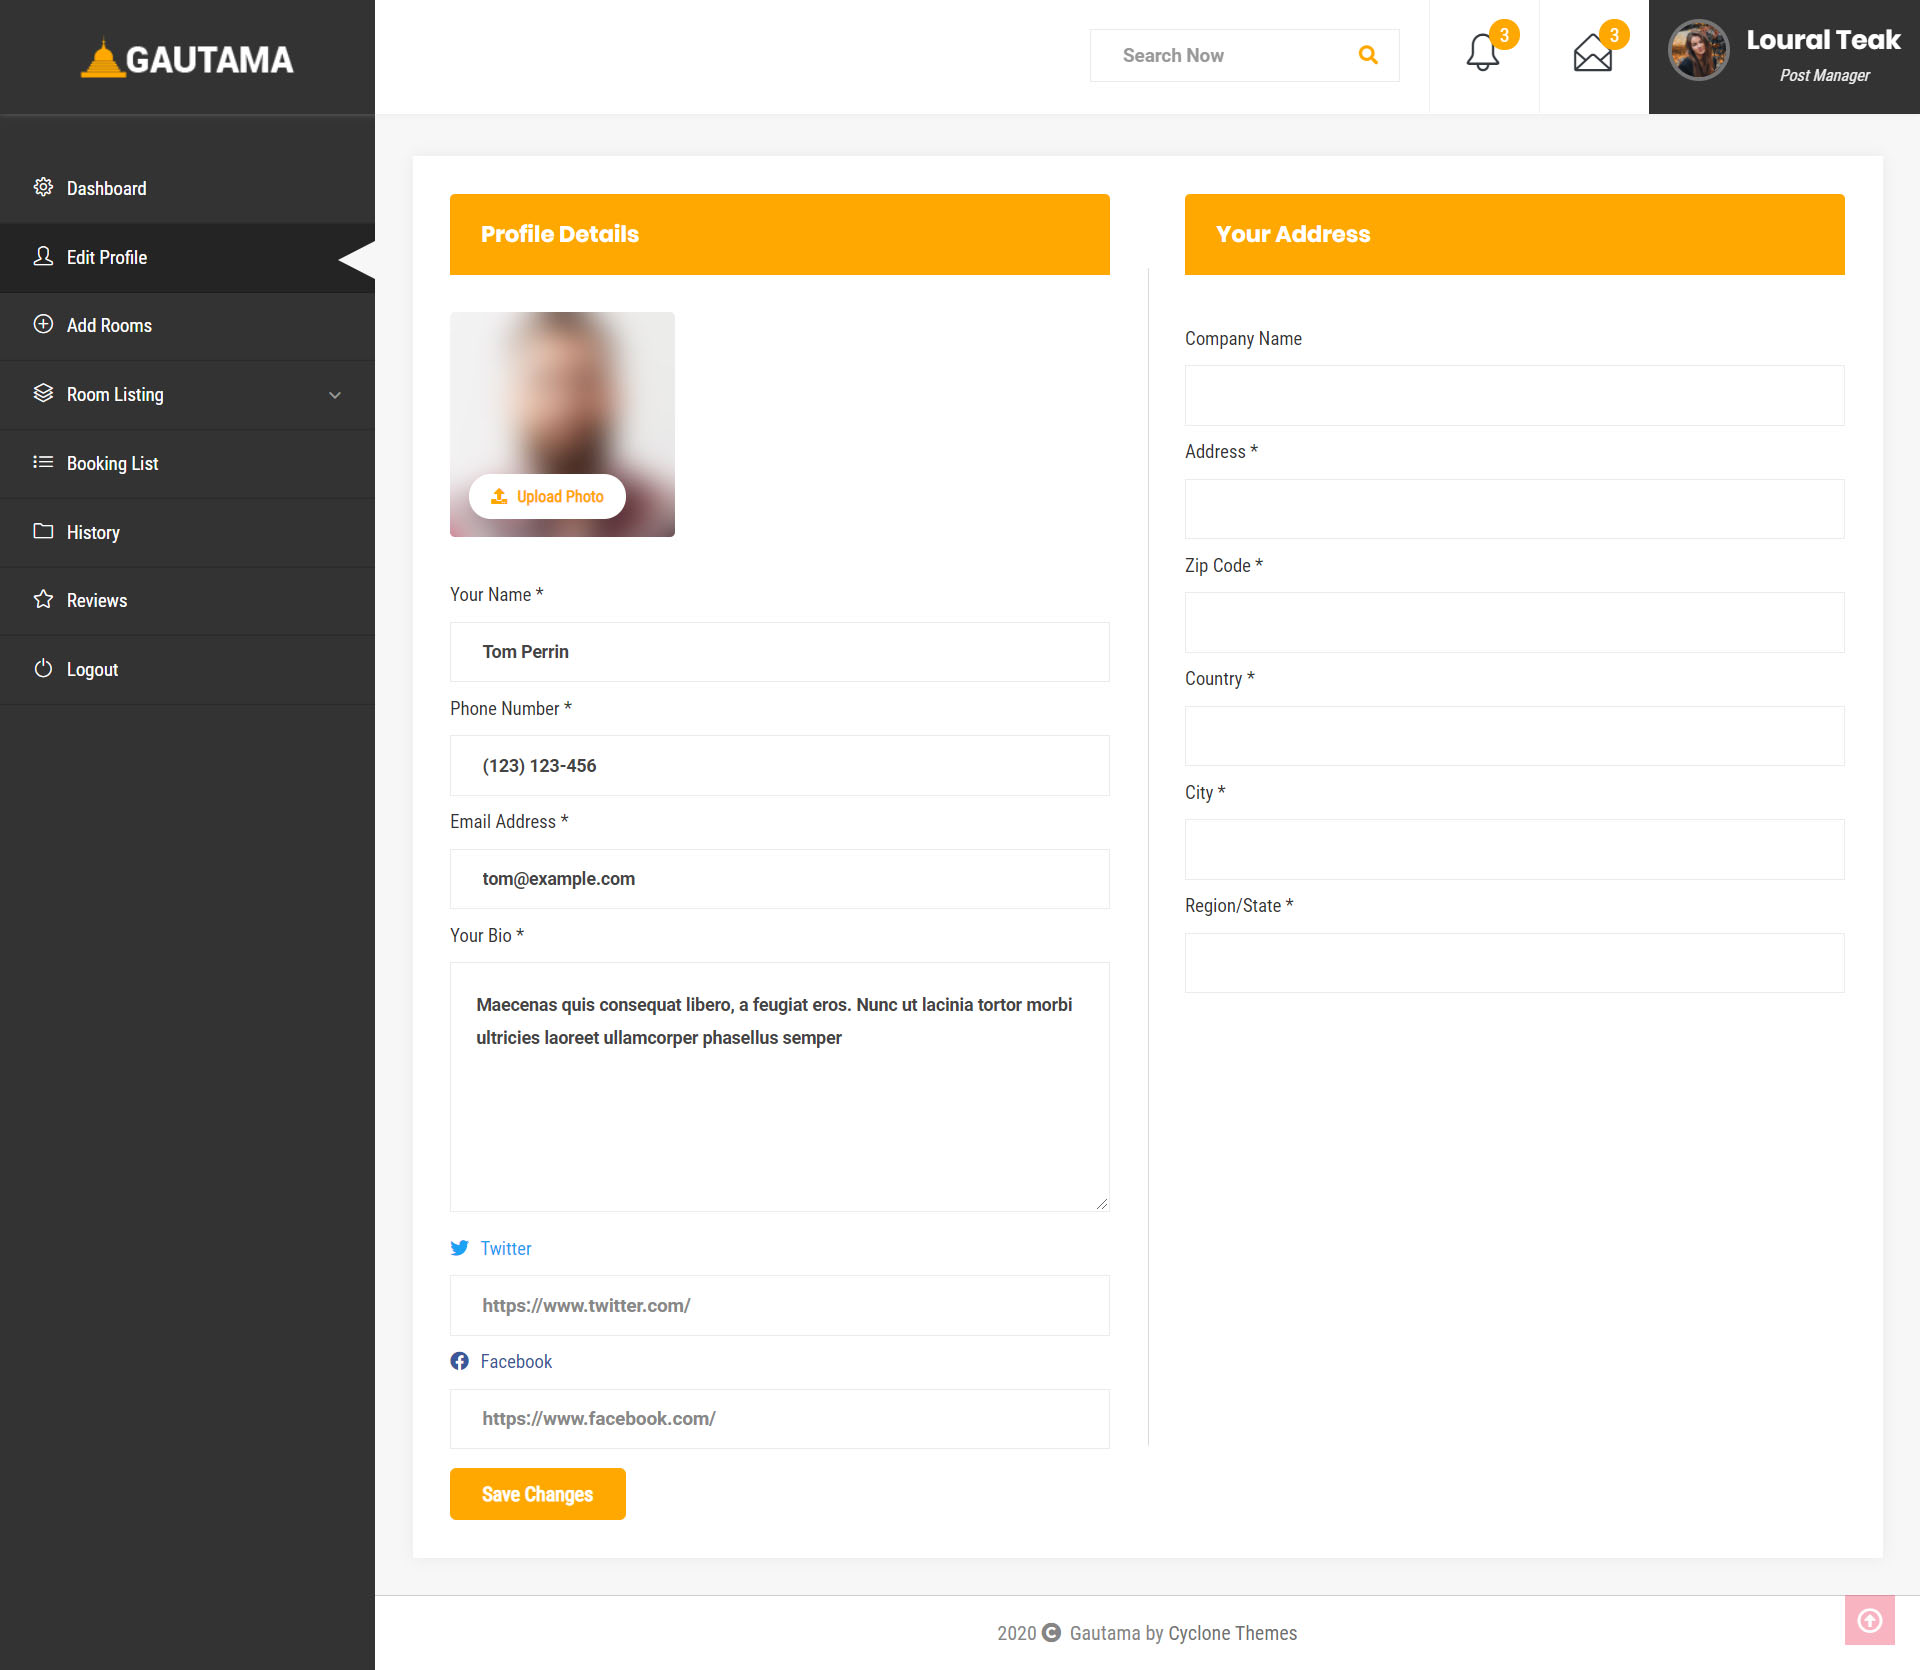 GAUTAMA
Search Now
3
3
Loural Teak
Post Manager
Dashboard
Edit Profile
Add Rooms
Room Listing
Booking List
History
Reviews
Logout
Profile Details
Upload Photo
Your Name *
Tom Perrin
Phone Number *
(123) 123-456
Email Address *
tom@example.com
Your Bio *
Maecenas quis consequat libero, a feugiat eros. Nunc ut lacinia tortor morbi
ultricies laoreet ullamcorper phasellus semper
Twitter
https://www.twitter.com/
Facebook
https://www.facebook.com/
Save Changes
Your Address
Company Name
Address *
Zip Code *
Country *
City *
Region/State *
2020 © Gautama by Cyclone Themes